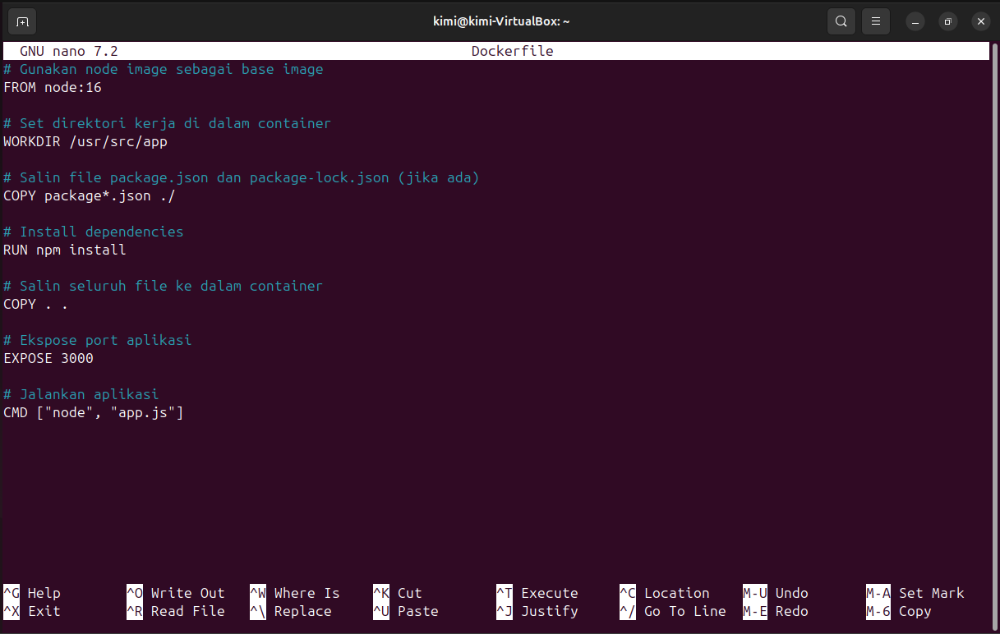 kimi@kimi-VirtualBox: ~
GNU nano 7.2 Dockerfile
# Gunakan node image sebagai base image
FROM node:16
# Set direktori kerja di dalam container
WORKDIR /usr/src/app
# Salin file package.json dan package-lock.json (jika ada)
COPY package*.json ./
# Install dependencies
RUN npm install
# Salin seluruh file ke dalam container
COPY . .
# Ekspose port aplikasi
EXPOSE 3000
# Jalankan aplikasi
CMD ["node", "app.js"]
^G Help ^O Write Out ^W Where Is ^K Cut ^T Execute ^C Location M-U Undo M-A Set Mark
^X Exit ^R Read File ^\ Replace ^U Paste ^J Justify ^/ Go To Line M-E Redo M-6 Copy